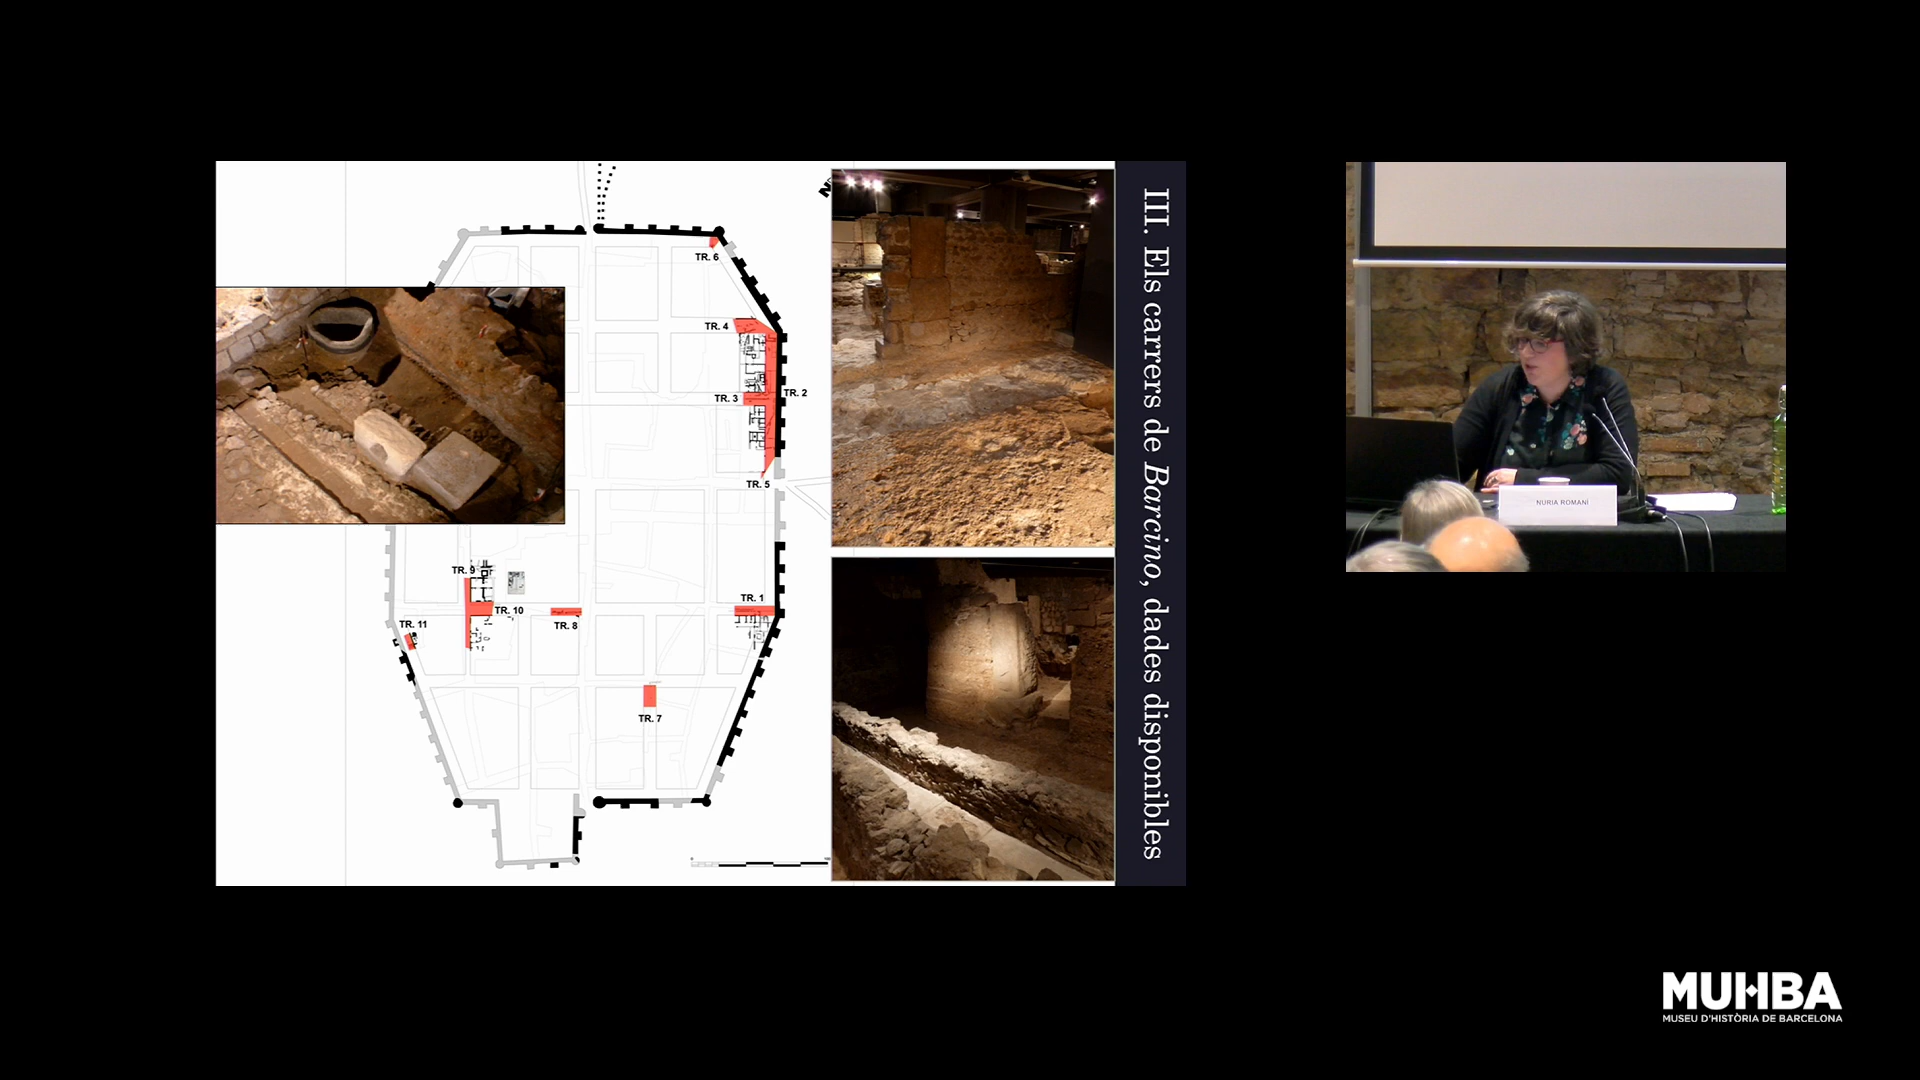 TR. 6
TR. 4
TR. 2
TR. 3
TR. 5
TR. 9
TR. 10
TR. 1
TR. 8
TR. 11
TR. 7
III. Els carrers de Barcino, dades disponibles
NURIA ROMANÍ
MUHBA
MUSEU D'HISTÒRIA DE BARCELONA